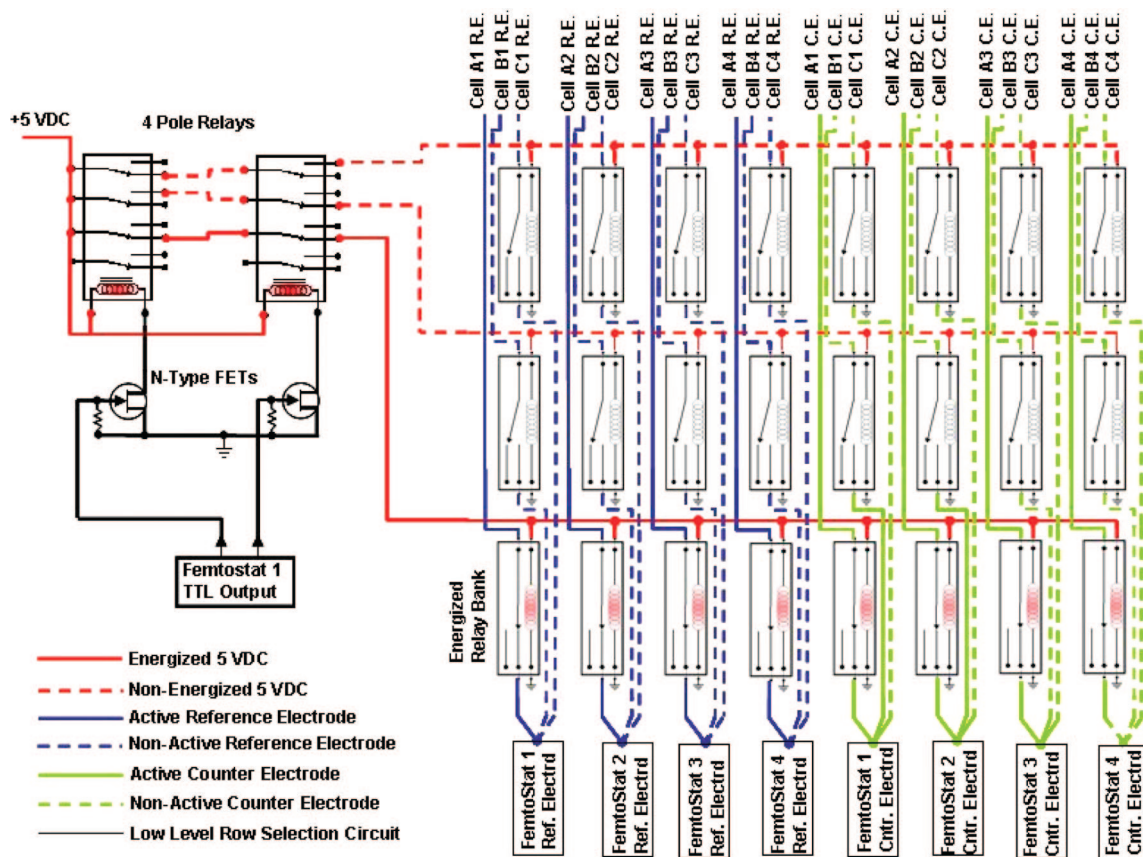 Cell A1 R.E.
Cell B1 R.E.
Cell C1 R.E.
Cell A2 R.E.
Cell B2 R.E.
Cell C2 R.E.
Cell A3 R.E.
Cell B3 R.E.
Cell C3 R.E.
Cell A4 R.E.
Cell B4 R.E.
Cell C4 R.E.
Cell A1 C.E.
Cell B1 C.E.
Cell C1 C.E.
Cell A2 C.E.
Cell B2 C.E.
Cell C2 C.E.
Cell A3 C.E.
Cell B3 C.E.
Cell C3 C.E.
Cell A4 C.E.
Cell B4 C.E.
Cell C4 C.E.
+5 VDC
4 Pole Relays
N-Type FETs
Femtostat 1
TTL Output
Energized
Relay Bank
Energized 5 VDC
Non-Energized 5 VDC
Active Reference Electrode
Non-Active Reference Electrode
Active Counter Electrode
Non-Active Counter Electrode
Low Level Row Selection Circuit
FemtoStat 1
Ref. Electrd
FemtoStat 2
Ref. Electrd
FemtoStat 3
Ref. Electrd
FemtoStat 4
Ref. Electrd
FemtoStat 1
Cntr. Electrd
FemtoStat 2
Cntr. Electrd
FemtoStat 3
Cntr. Electrd
FemtoStat 4
Cntr. Electrd